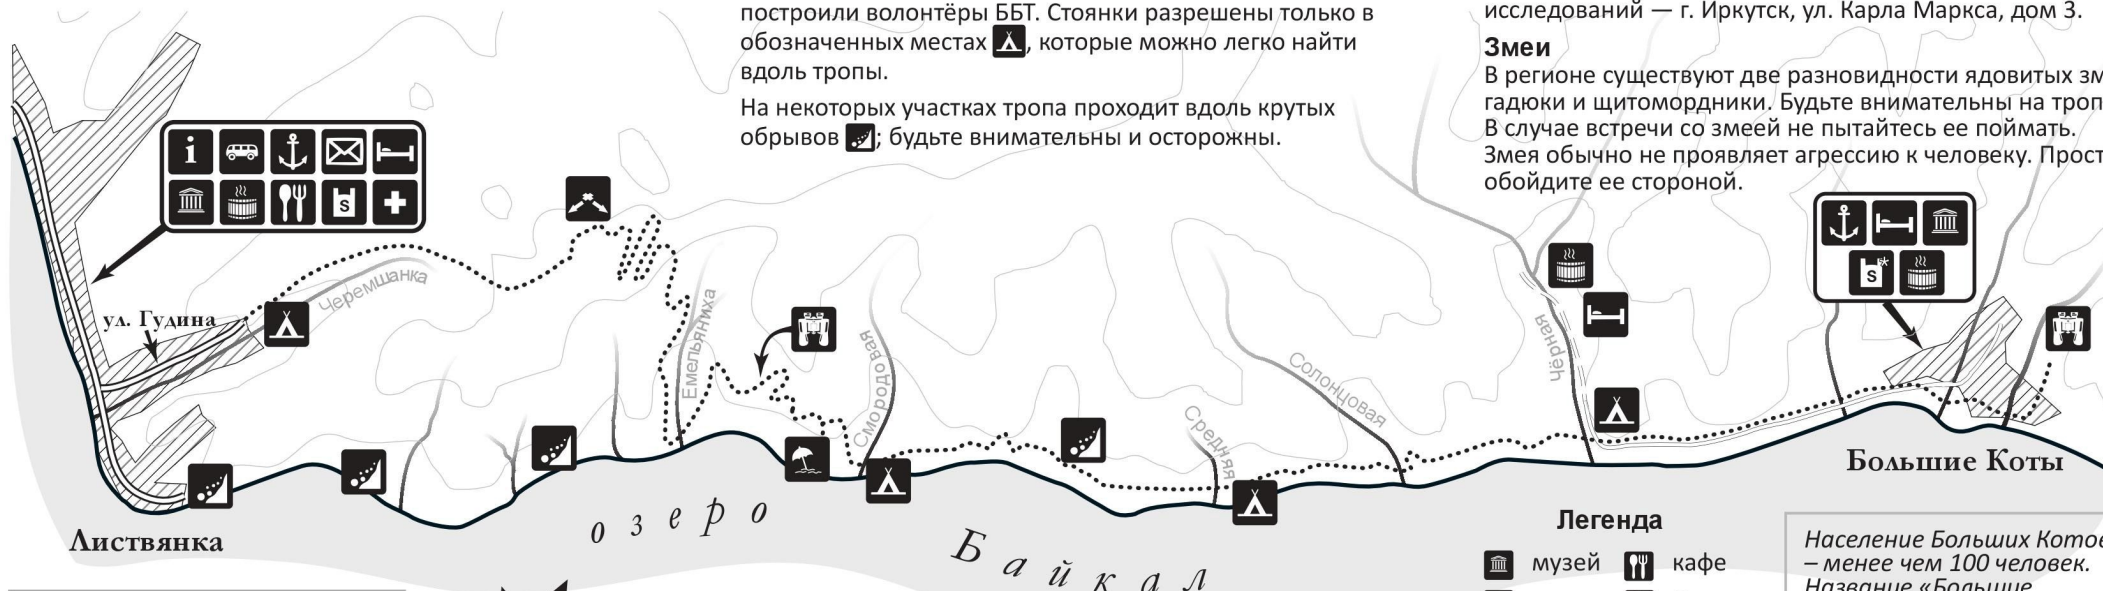 построили волонтёры ББТ. Стоянки разрешены только в
обозначенных местах , которые можно легко найти
вдоль тропы.
На некоторых участках тропа проходит вдоль крутых
обрывов ; будьте внимательны и осторожны.
исследований — г. Иркутск, ул. Карла Маркса, дом 3.
Змеи
В регионе существуют две разновидности ядовитых зм
гадюки и щитомордники. Будьте внимательны на троп
В случае встречи со змеей не пытайтесь ее поймать.
Змея обычно не проявляет агрессию к человеку. Прост
обойдите ее стороной.
i
S
S*
ул. Гудина
Черемшанка
Емельяниха
Смородовая
Средняя
Солонцовая
Чёрная
Большие Коты
Листвянка
озеро
Байкал
Легенда
музей
кафе
Население Больших Котов
– менее чем 100 человек.
Название «Большие